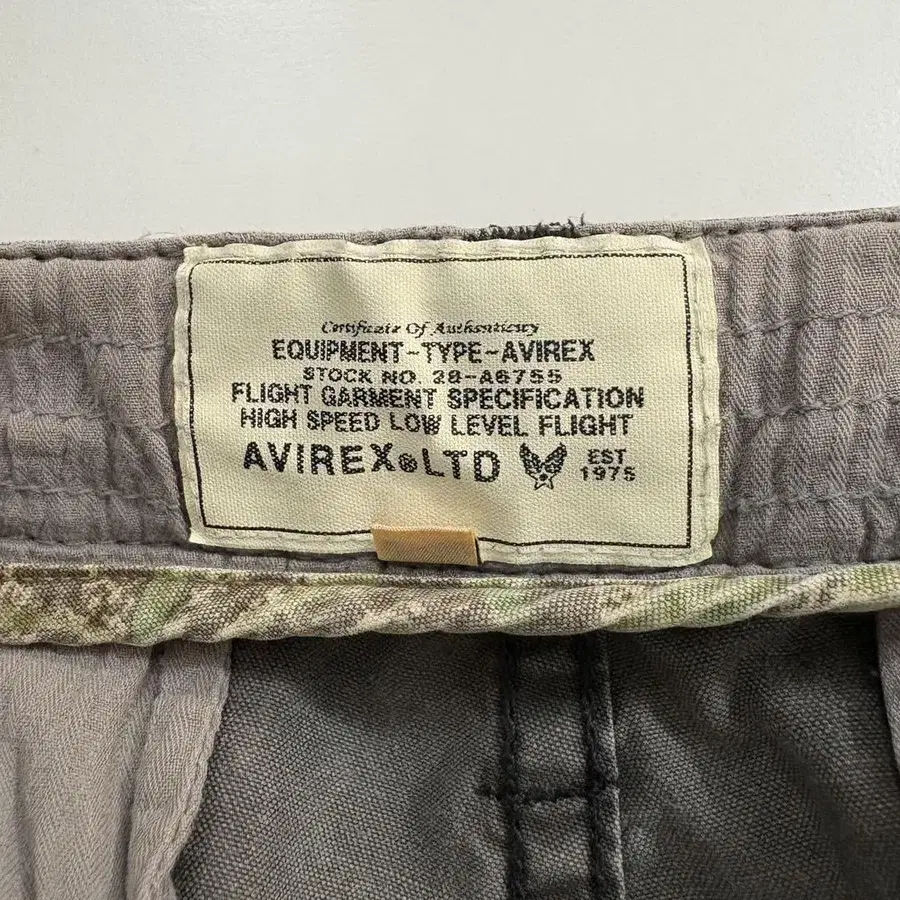 Certificate Of Authenticity
EQUIPMENT-TYPE-AVIREX
STOCK NO. 28-A6755
FLIGHT GARMENT SPECIFICATION
HIGH SPEED LOW LEVEL FLIGHT
AVIREX®LTD EST 1975